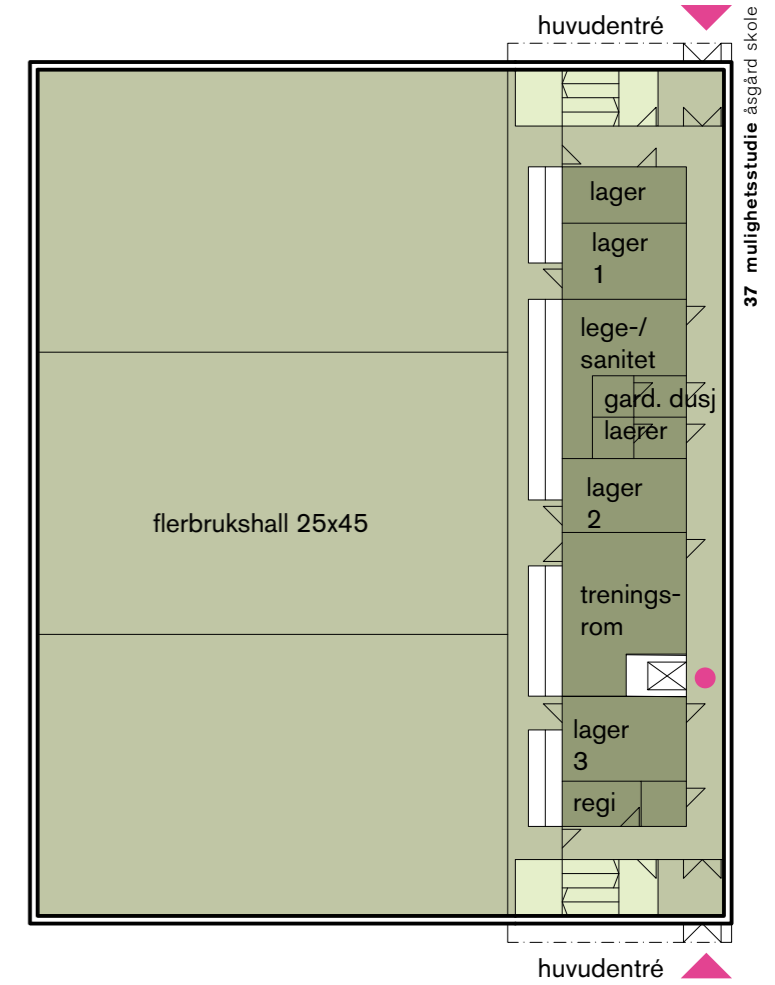 huvudentré
37 mulighetsstudie åsgård skole
lager
lager
1
lege-/
sanitet
gard. dusj
laerer
lager
2
flerbrukshall 25x45
trenings-
rom
lager
3
regi
huvudentré